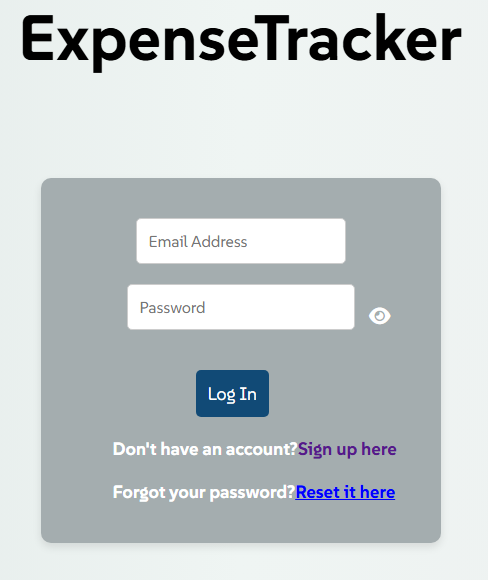 ExpenseTracker
Email Address
Password
Log In
Don't have an account?Sign up here
Forgot your password?Reset it here